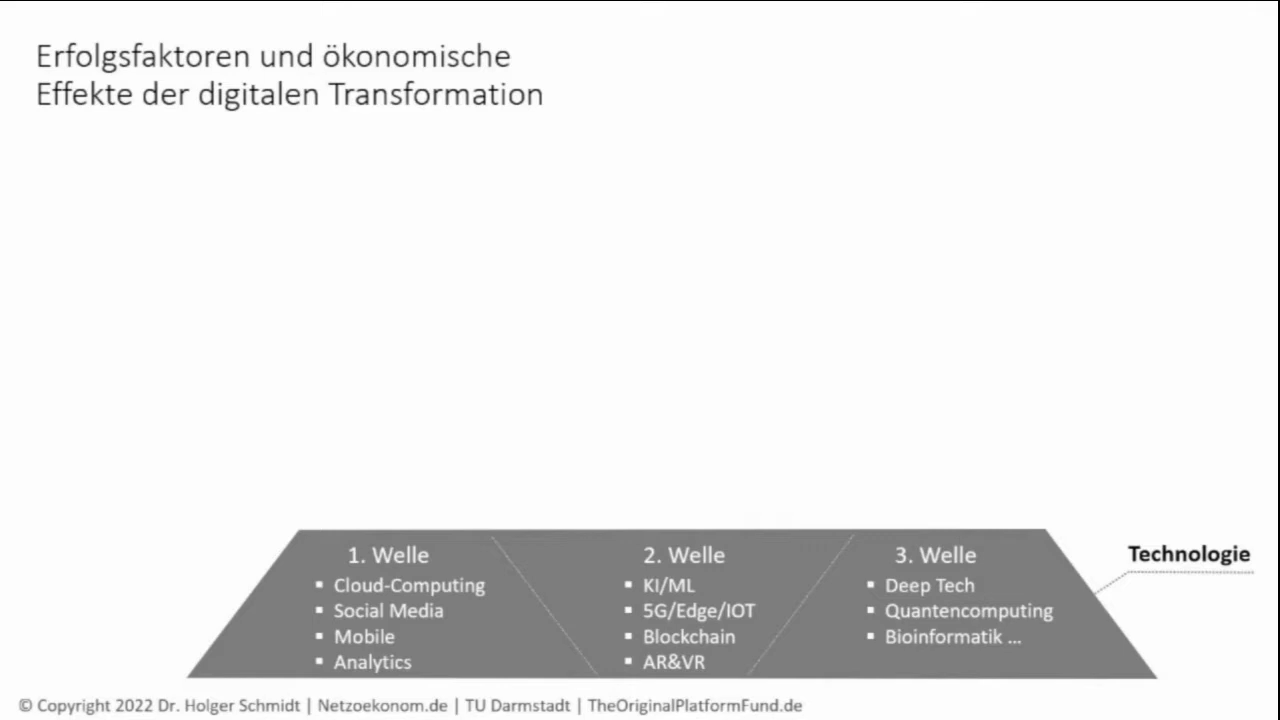 Erfolgsfaktoren und ökonomische
Effekte der digitalen Transformation
1. Welle
▪ Cloud-Computing
▪ Social Media
▪ Mobile
▪ Analytics
2. Welle
▪ KI/ML
▪ 5G/Edge/IOT
▪ Blockchain
▪ AR&VR
3. Welle
▪ Deep Tech
▪ Quantencomputing
▪ Bioinformatik ...
Technologie
© Copyright 2022 Dr. Holger Schmidt | Netzoekonom.de | TU Darmstadt | TheOriginalPlatformFund.de